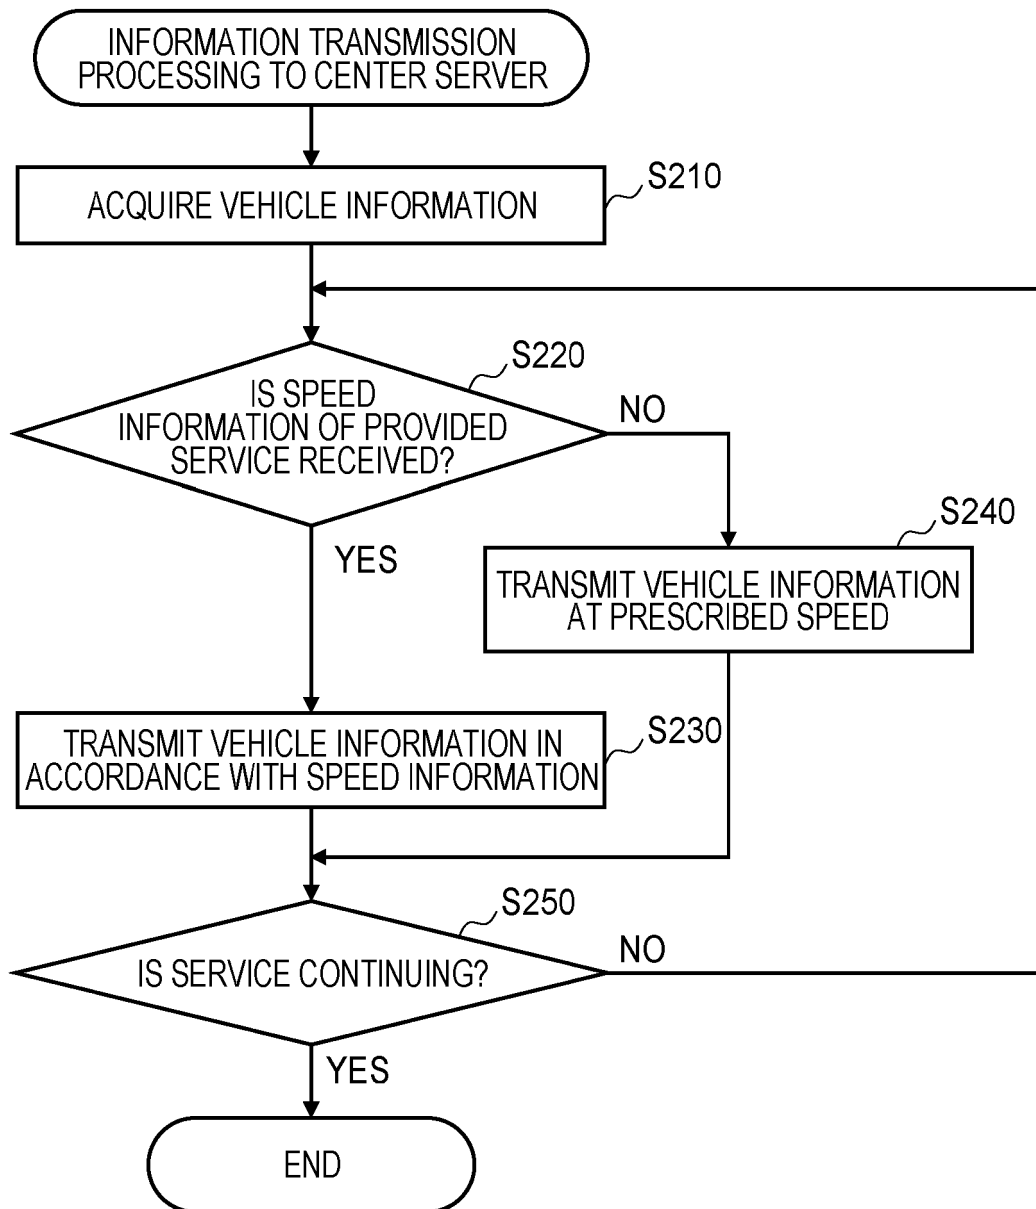 INFORMATION TRANSMISSION
PROCESSING TO CENTER SERVER
S210
ACQUIRE VEHICLE INFORMATION
S220
IS SPEED
INFORMATION OF PROVIDED
SERVICE RECEIVED?
NO
YES
S240
TRANSMIT VEHICLE INFORMATION
AT PRESCRIBED SPEED
S230
TRANSMIT VEHICLE INFORMATION IN
ACCORDANCE WITH SPEED INFORMATION
S250
IS SERVICE CONTINUING?
NO
YES
END